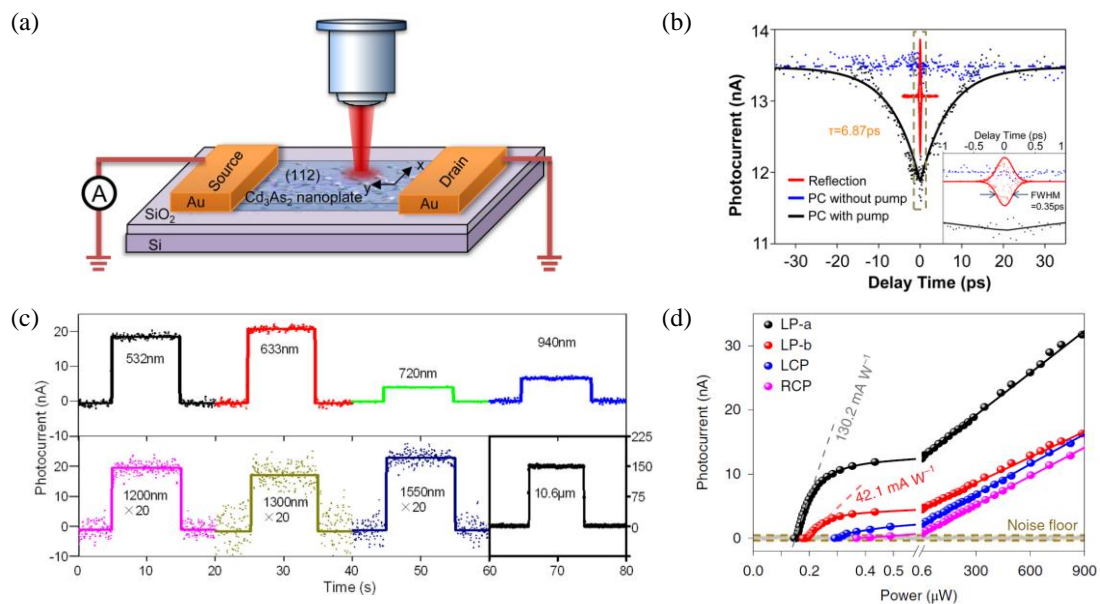 (a)
A
Source
Au
(112)
Cd3As2 nanoplate
x
y
Drain
Au
SiO2
Si
(b)
Photocurrent (nA)
14
13
12
11
τ=6.87ps
Reflection
PC without pump
PC with pump
Delay Time (ps)
-1 -0.5 0 0.5 1
FWHM
=0.35ps
-30 -20 -10 0 10 20 30
Delay Time (ps)
(c)
Photocurrent (nA)
20
10
0
-10
532nm
633nm
720nm
940nm
20
10
0
-10
1200nm
×20
1300nm
×20
1550nm
×20
10.6μm
225
150
75
0
0 10 20 30 40 50 60 70 80
Time (s)
(d)
Photocurrent (nA)
30
20
10
0
LP-a
LP-b
LCP
RCP
130.2 mA W−1
42.1 mA W−1
Noise floor
0 0.2 0.4 0.5 0.6 300 600 900
Power (μW)